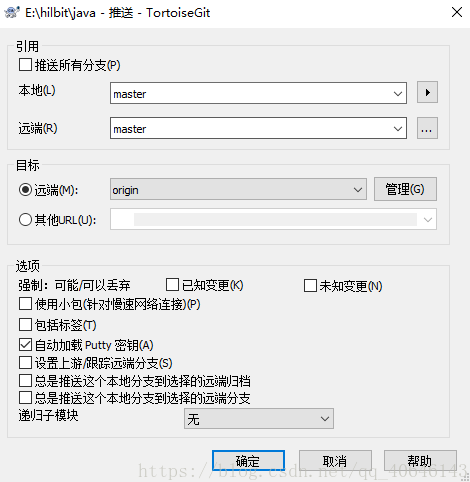 E:\hilbit\java - 推送 - TortoiseGit
引用
推送所有分支(P)
本地(L) master
远端(R) master ...
目标
远端(M): origin 管理(G)
其他URL(U):
选项
强制：可能/可以丢弃 已知变更(K) 未知变更(N)
使用小包(针对慢速网络连接)(P)
包括标签(T)
自动加载 Putty 密钥(A)
设置上游/跟踪远端分支(S)
总是推送这个本地分支到选择的远端归档
总是推送这个本地分支到选择的远端分支
递归子模块 无
确定 取消 帮助
https://blog.csdn.net/qq_40646143